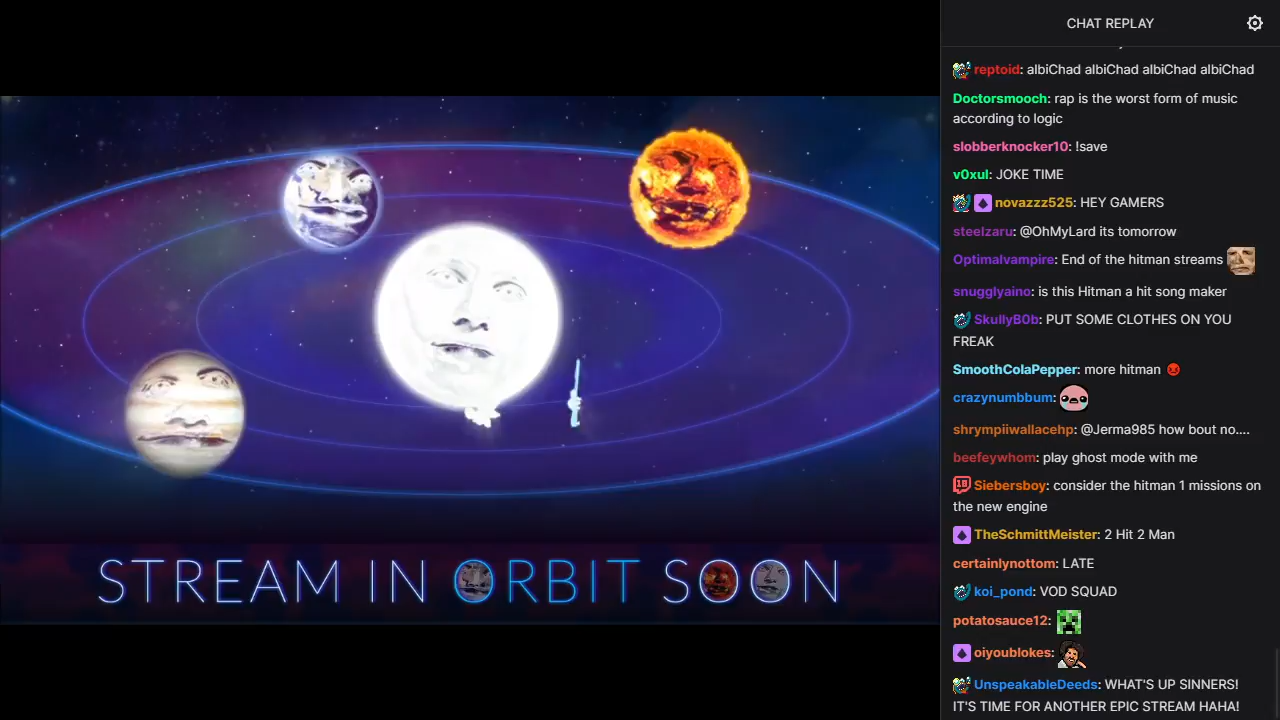 CHAT REPLAY
reptoid: albiChad albiChad albiChad albiChad
Doctorsmooch: rap is the worst form of music
according to logic
slobberknocker10: !save
v0xul: JOKE TIME
novazzz525: HEY GAMERS
steelzaru: @OhMyLard its tomorrow
Optimalvampire: End of the hitman streams
snugglyaino: is this Hitman a hit song maker
SkullyB0b: PUT SOME CLOTHES ON YOU
FREAK
SmoothColaPepper: more hitman
crazynumbbum:
shrympiiwallacehp: @Jerma985 how bout no....
beefeywhom: play ghost mode with me
Siebersboy: consider the hitman 1 missions on
the new engine
TheSchmittMeister: 2 Hit 2 Man
certainlynottom: LATE
koi_pond: VOD SQUAD
potatosauce12:
oiyoublokes:
UnspeakableDeeds: WHAT'S UP SINNERS!
IT'S TIME FOR ANOTHER EPIC STREAM HAHA!
STREAM IN ORBIT SOON